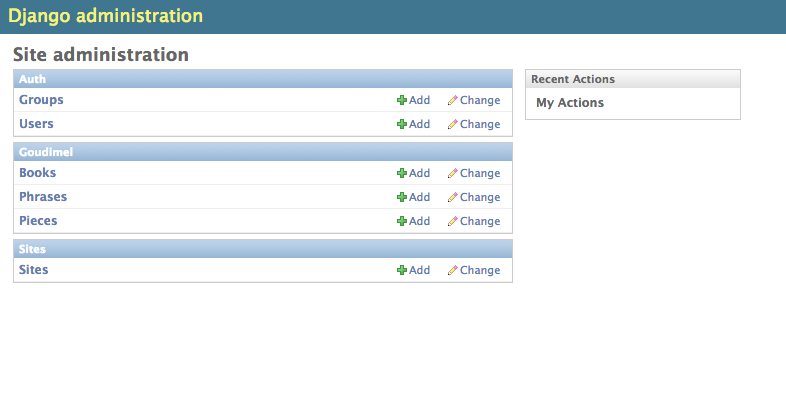 Django administration
Site administration
Auth
Groups Add Change
Users Add Change
Goudimel
Books Add Change
Phrases Add Change
Pieces Add Change
Sites
Sites Add Change
Recent Actions
My Actions